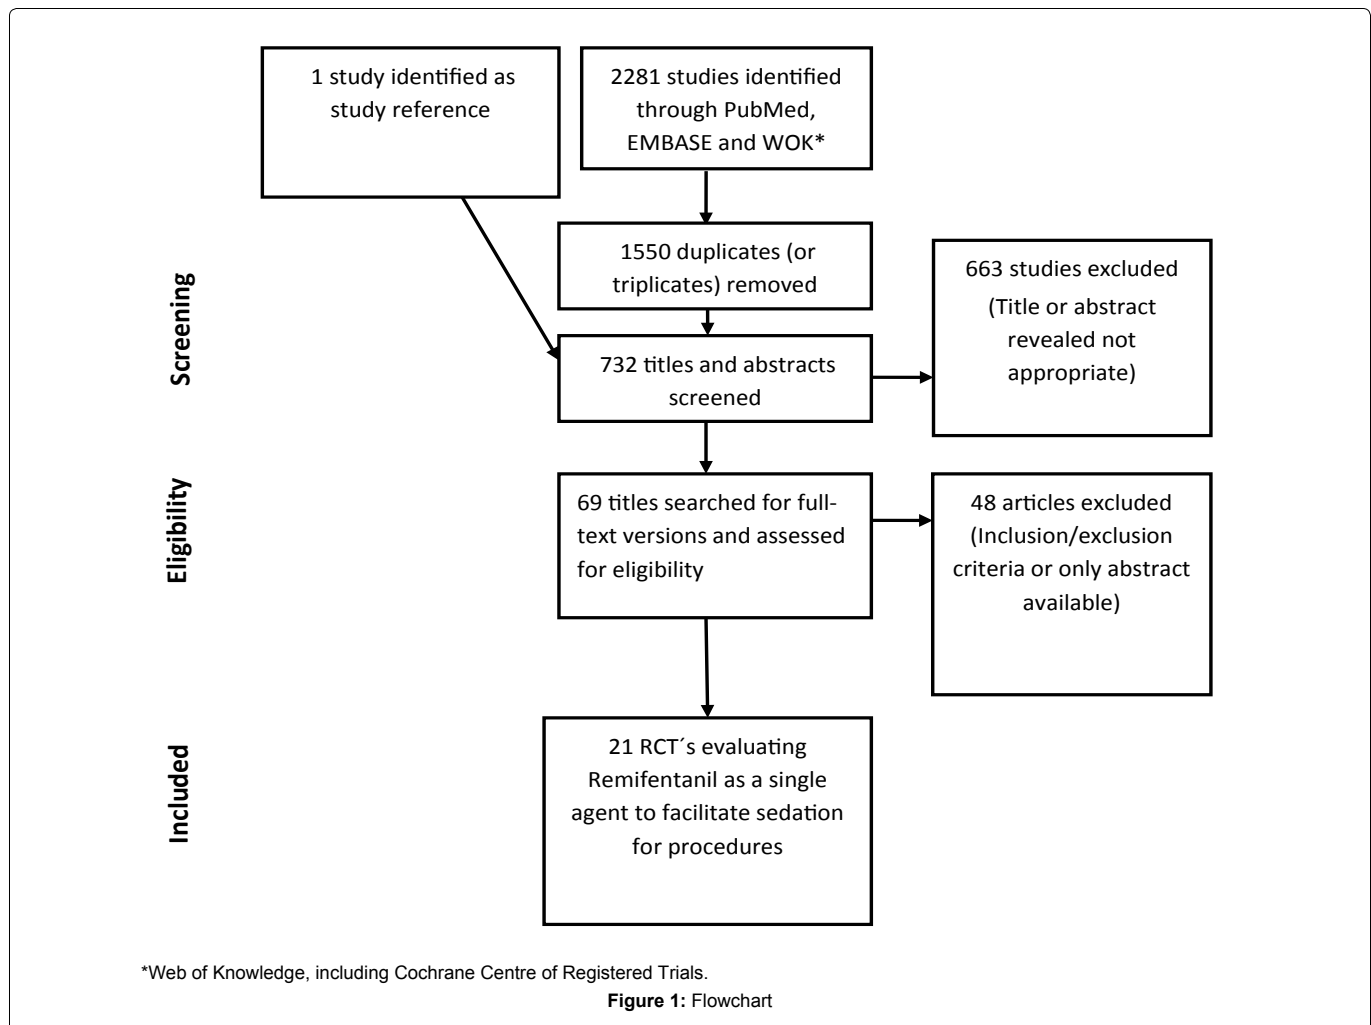 1 study identified as
study reference
2281 studies identified
through PubMed,
EMBASE and WOK*
1550 duplicates (or
triplicates) removed
Screening
732 titles and abstracts
screened
663 studies excluded
(Title or abstract
revealed not
appropriate)
Eligibility
69 titles searched for full-
text versions and assessed
for eligibility
48 articles excluded
(Inclusion/exclusion
criteria or only abstract
available)
Included
21 RCT´s evaluating
Remifentanil as a single
agent to facilitate sedation
for procedures
*Web of Knowledge, including Cochrane Centre of Registered Trials.
Figure 1: Flowchart